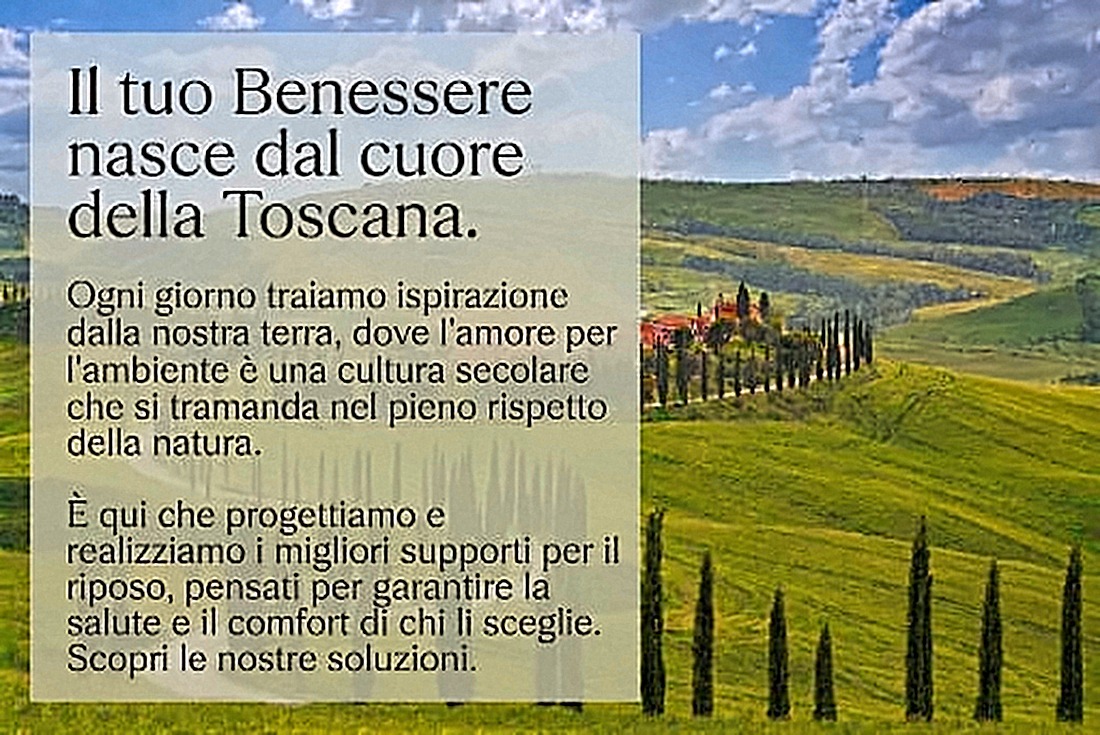 Il tuo Benessere
nasce dal cuore
della Toscana.
Ogni giorno traiamo ispirazione
dalla nostra terra, dove l'amore per
l'ambiente è una cultura secolare
che si tramanda nel pieno rispetto
della natura.
È qui che progettiamo e
realizziamo i migliori supporti per il
riposo, pensati per garantire la
salute e il comfort di chi li sceglie.
Scopri le nostre soluzioni.